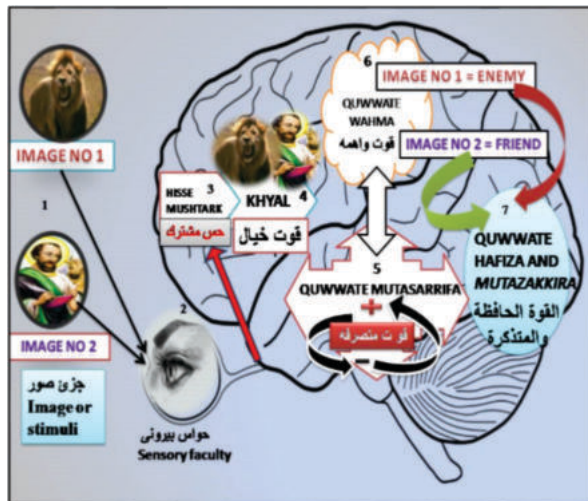 IMAGE NO 1
1
IMAGE NO 2
جزئ صور
Image or
stimuli
2
حواس بیرونی
Sensory faculty
3
HISSE
MUSHTARK
حس مشترك
4
KHYAL
قوت خیال
6
QUWWATE
WAHMA
قوت واهمه
IMAGE NO 1 = ENEMY
IMAGE NO 2 = FRIEND
5
QUWWATE MUTASARRIFA
+
قوت متصرفه
-
7
QUWWATE
HAFIZA AND
MUTAZAKKIRA
القوة الحافظة
والمتذكرة